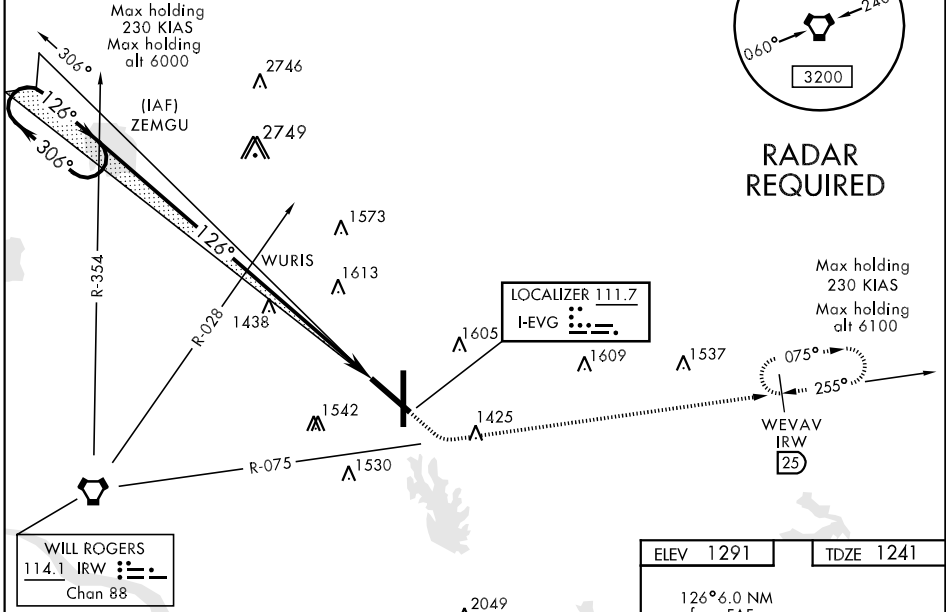 Max holding
230 KIAS
Max holding
alt 6000
306°
126°
306°
(IAF)
ZEMGU
2746
2749
060°
240°
3200
RADAR
REQUIRED
126°
WURIS
1573
1613
1438
R-354
R-028
LOCALIZER 111.7
I-EVG
1605
1609
1537
Max holding
230 KIAS
Max holding
alt 6100
075°
255°
WEVAV
IRW
25
1542
1425
R-075
1530
WILL ROGERS
114.1 IRW
Chan 88
2049
ELEV 1291
TDZE 1241
126° 6.0 NM
from FAF